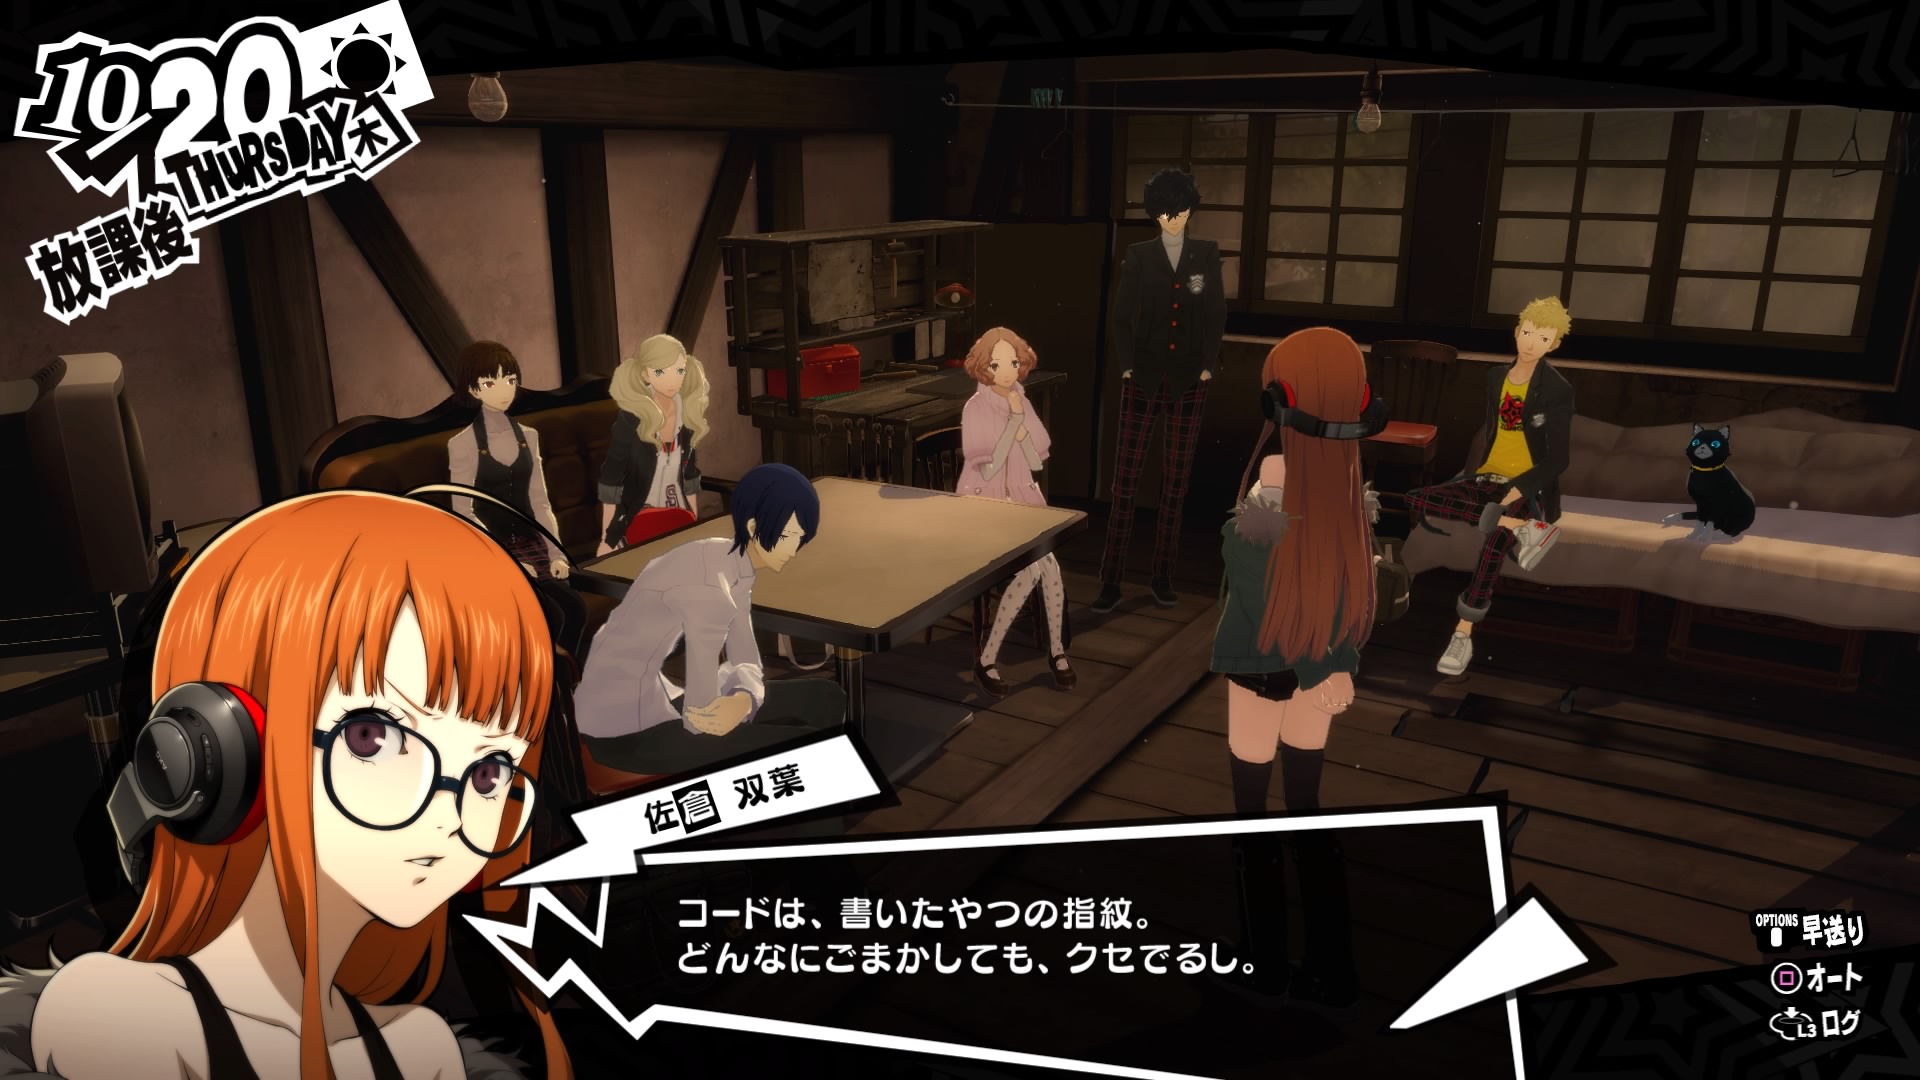 10/20
THURSDAY 木
放課後
佐倉 双葉
コードは、書いたやつの指紋。
どんなにごまかしても、クセでるし。
OPTIONS 早送り
オート
L3 ログ